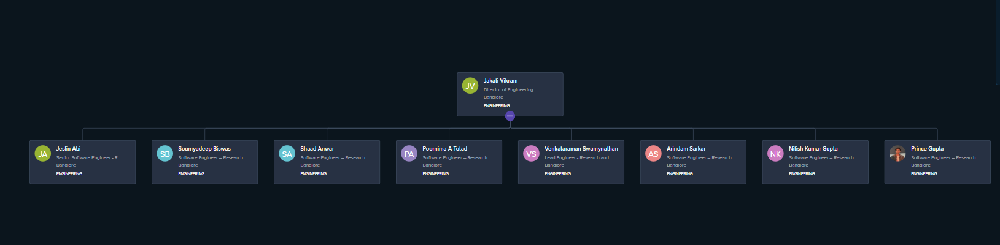 JV
Jakati Vikram
Director of Engineering
Banglore
ENGINEERING
JA
Jeslin Abi
Senior Software Engineer - R...
Banglore
ENGINEERING
SB
Soumyadeep Biswas
Software Engineer – Research...
Banglore
ENGINEERING
SA
Shaad Anwar
Software Engineer – Research...
Banglore
ENGINEERING
PA
Poornima A Totad
Software Engineer – Research...
Banglore
ENGINEERING
VS
Venkataraman Swamynathan
Lead Engineer - Research and...
Banglore
ENGINEERING
AS
Arindam Sarkar
Software Engineer – Research...
Banglore
ENGINEERING
NK
Nitish Kumar Gupta
Software Engineer – Research...
Banglore
ENGINEERING
Prince Gupta
Software Engineer – Research...
Banglore
ENGINEERING